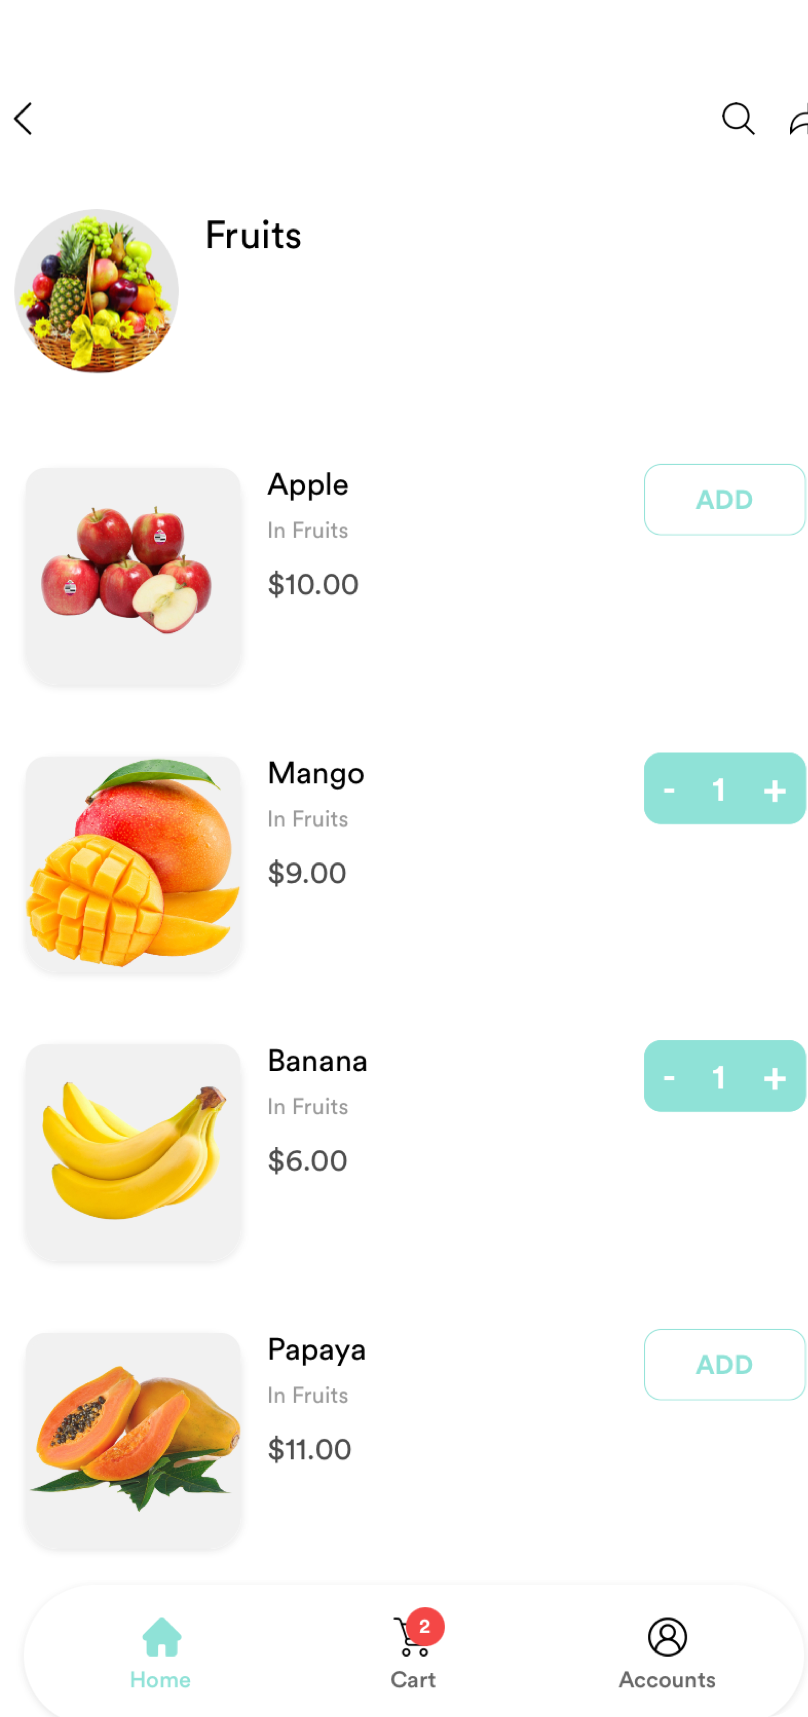 Fruits
Apple
In Fruits
$10.00
ADD
Mango
In Fruits
$9.00
- 1 +
Banana
In Fruits
$6.00
- 1 +
Papaya
In Fruits
$11.00
ADD
2
Home
Cart
Accounts